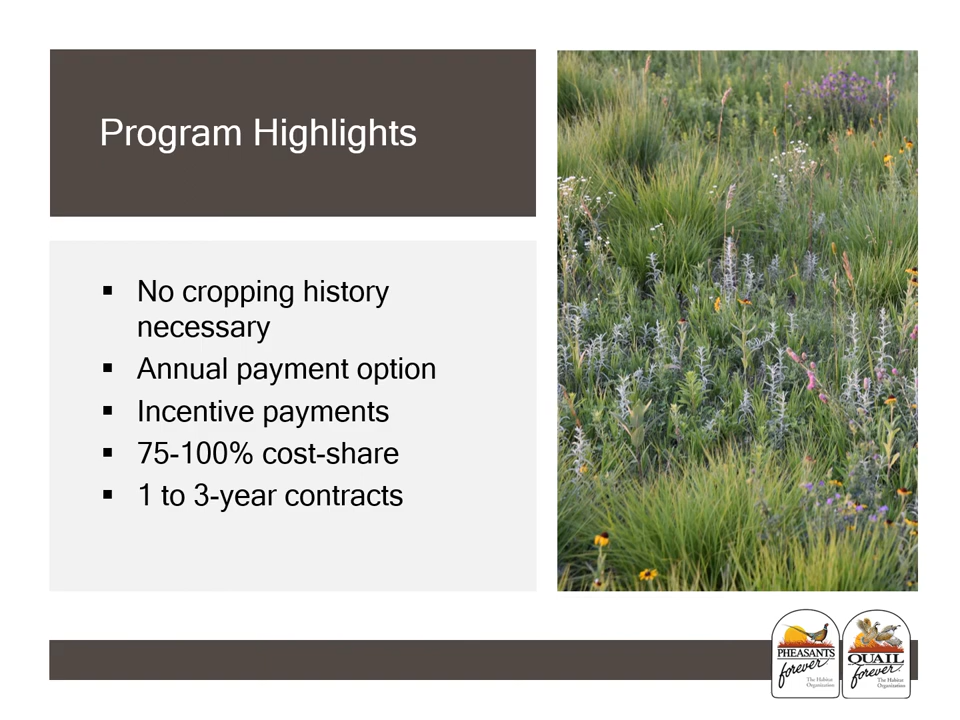 Program Highlights
▪ No cropping history
necessary
▪ Annual payment option
▪ Incentive payments
▪ 75-100% cost-share
▪ 1 to 3-year contracts
PHEASANTS
forever
The Habitat
Organization
QUAIL
forever
The Habitat
Organization